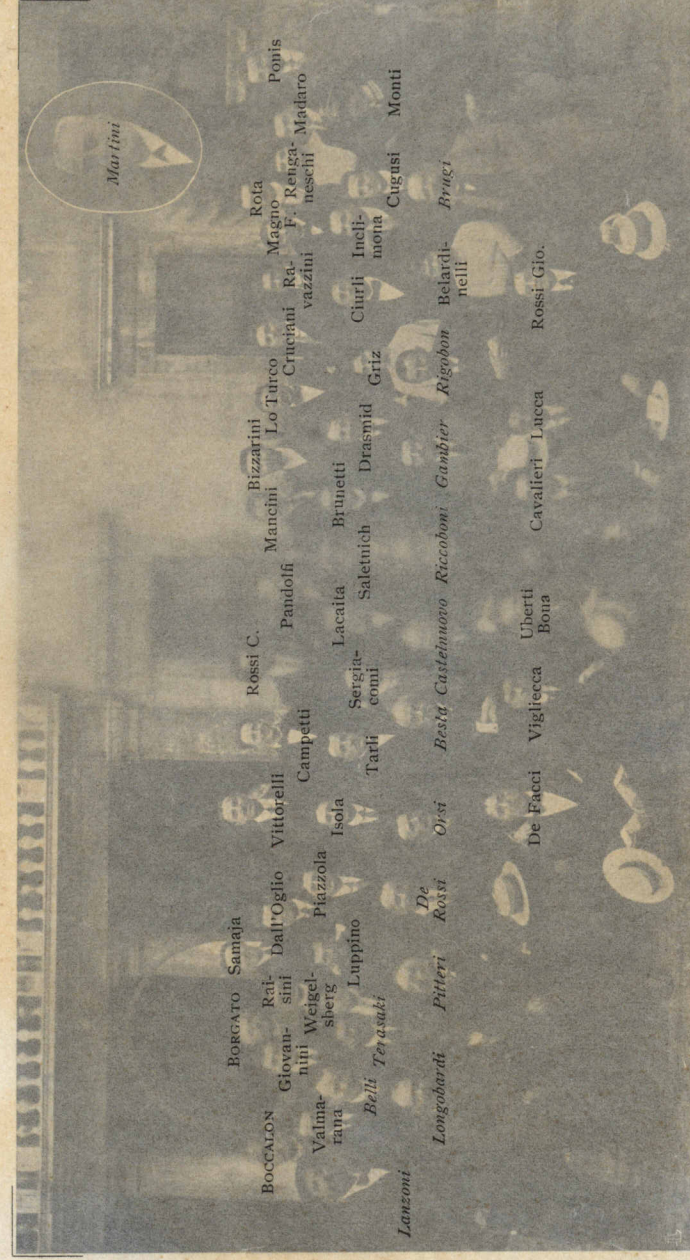 Martini
BORGATO
Samaja
Rossi C.
Bizzarini
Rota
Ponis
BOCCALON
Giovan-
nini
Rai-
sini
Dall'Oglio
Vittorelli
Campetti
Pandolfi
Mancini
Lo Turco
Cruciani
Ra-
vazzini
Magno
F. Renga-
neschi
Madaro
Valma-
rana
Weigel-
sberg
Piazzola
Isola
Lacaita
Brunetti
Luppino
Tarli
Sergia-
comi
Saletnich
Drasmid
Griz
Ciurli
Incli-
mona
Cugusi
Monti
Lanzoni
Belli
Terasaki
Longobardi
Pitteri
De
Rossi
Orsi
Besta
Castelnuovo
Riccoboni
Gambier
Rigobon
Belardi-
nelli
Brugi
De Facci
Vigliecca
Uberti
Bona
Cavalieri
Lucca
Rossi Gio.